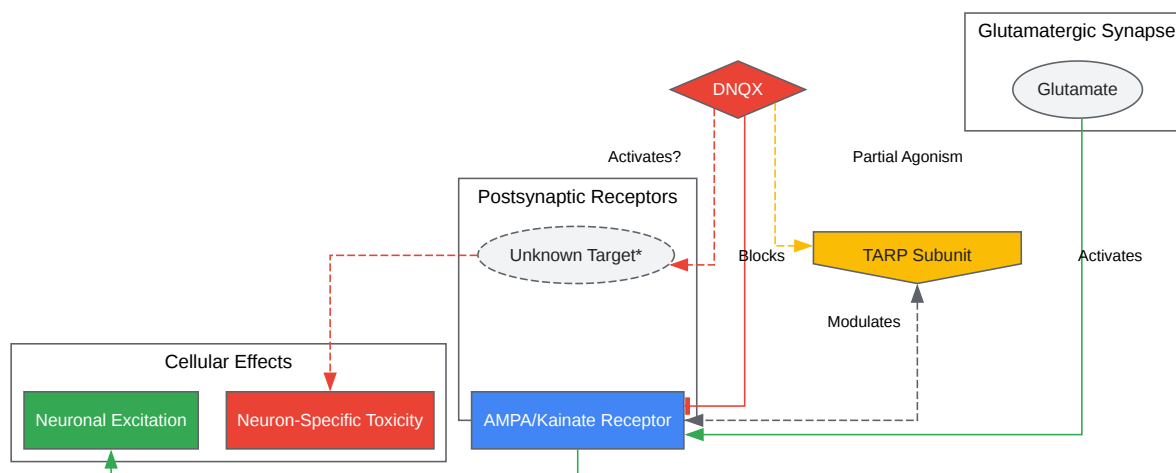 Glutamatergic Synapse
DNQX
Glutamate
Activates?
Partial Agonism
Postsynaptic Receptors
Unknown Target*
Blocks
TARP Subunit
Activates
Modulates
Cellular Effects
Neuronal Excitation
Neuron-Specific Toxicity
AMPA/Kainate Receptor